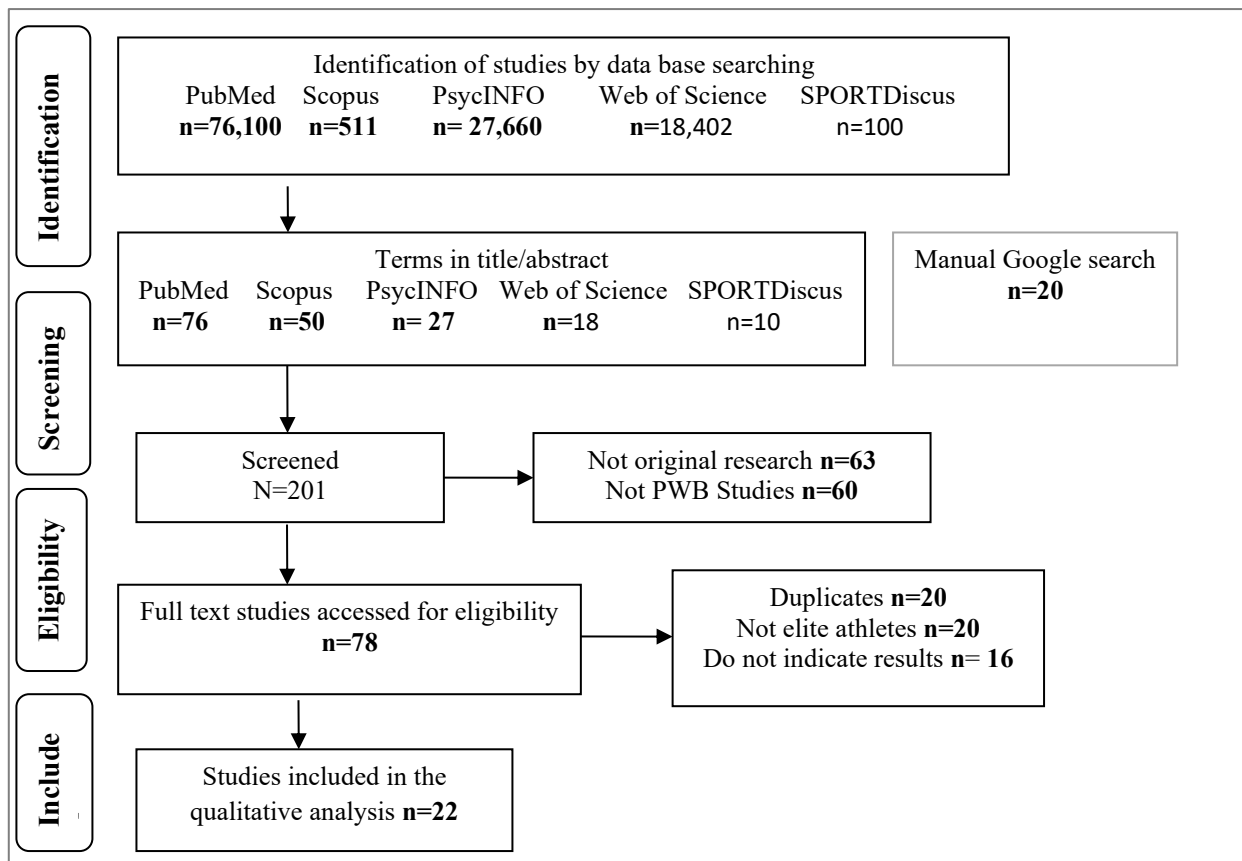 Identification
Identification of studies by data base searching
PubMed Scopus PsycINFO Web of Science SPORTDiscus
n=76,100 n=511 n= 27,660 n=18,402 n=100
Terms in title/abstract
PubMed Scopus PsycINFO Web of Science SPORTDiscus
n=76 n=50 n= 27 n=18 n=10
Manual Google search
n=20
Screening
Screened
N=201
Not original research n=63
Not PWB Studies n=60
Eligibility
Full text studies accessed for eligibility
n=78
Duplicates n=20
Not elite athletes n=20
Do not indicate results n= 16
Include
Studies included in the
qualitative analysis n=22